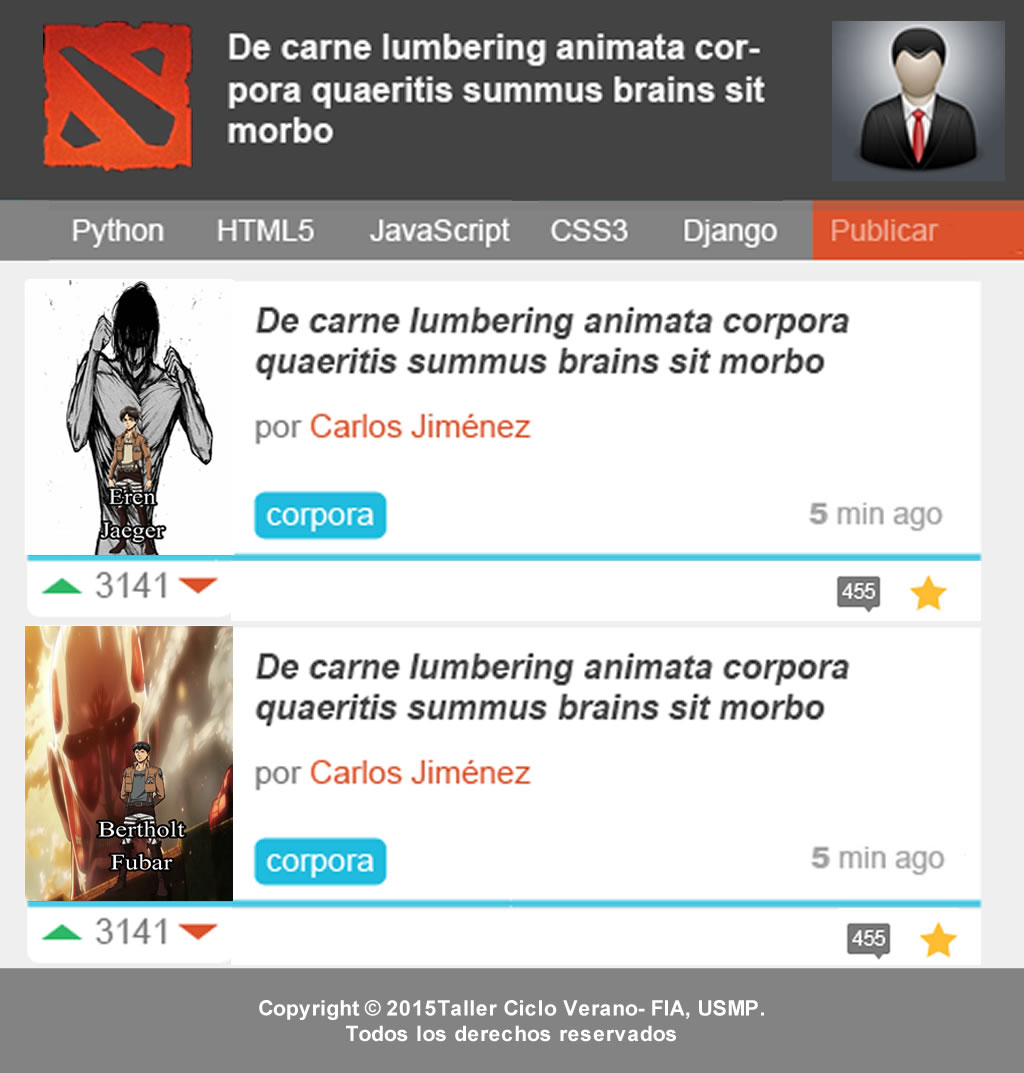 De carne lumbering animata cor-
pora quaeritis summus brains sit
morbo
Python HTML5 JavaScript CSS3 Django Publicar
De carne lumbering animata corpora
quaeritis summus brains sit morbo
por Carlos Jiménez
Eren
Jaeger
corpora 5 min ago
3141 455
De carne lumbering animata corpora
quaeritis summus brains sit morbo
por Carlos Jiménez
Bertholt
Fubar
corpora 5 min ago
3141 455
Copyright © 2015Taller Ciclo Verano- FIA, USMP.
Todos los derechos reservados